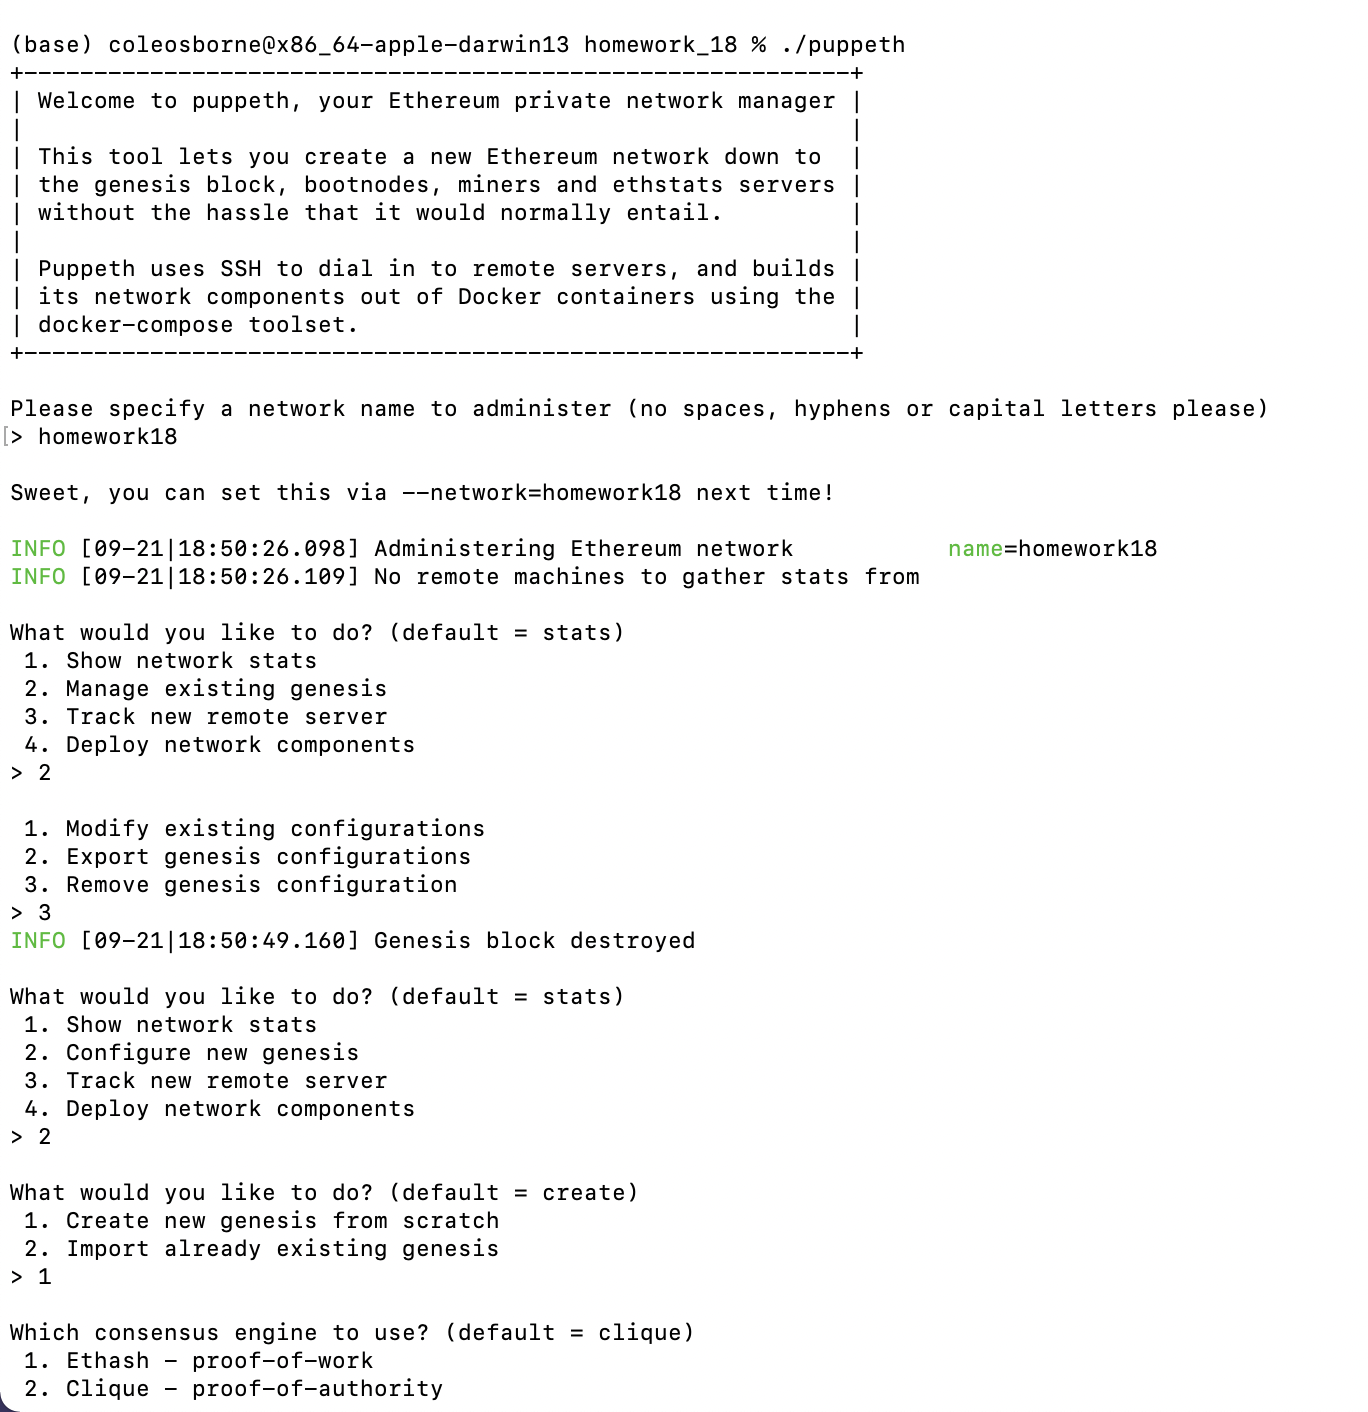 (base) coleosborne@x86_64-apple-darwin13 homework_18 % ./puppeth
+-----------------------------------------------------------+
| Welcome to puppeth, your Ethereum private network manager |
|                                                           |
| This tool lets you create a new Ethereum network down to  |
| the genesis block, bootnodes, miners and ethstats servers |
| without the hassle that it would normally entail.         |
|                                                           |
| Puppeth uses SSH to dial in to remote servers, and builds |
| its network components out of Docker containers using the |
| docker-compose toolset.                                   |
+-----------------------------------------------------------+
Please specify a network name to administer (no spaces, hyphens or capital letters please)
[> homework18
Sweet, you can set this via --network=homework18 next time!
INFO [09-21|18:50:26.098] Administering Ethereum network           name=homework18
INFO [09-21|18:50:26.109] No remote machines to gather stats from
What would you like to do? (default = stats)
 1. Show network stats
 2. Manage existing genesis
 3. Track new remote server
 4. Deploy network components
> 2
 1. Modify existing configurations
 2. Export genesis configurations
 3. Remove genesis configuration
> 3
INFO [09-21|18:50:49.160] Genesis block destroyed
What would you like to do? (default = stats)
 1. Show network stats
 2. Configure new genesis
 3. Track new remote server
 4. Deploy network components
> 2
What would you like to do? (default = create)
 1. Create new genesis from scratch
 2. Import already existing genesis
> 1
Which consensus engine to use? (default = clique)
 1. Ethash - proof-of-work
 2. Clique - proof-of-authority